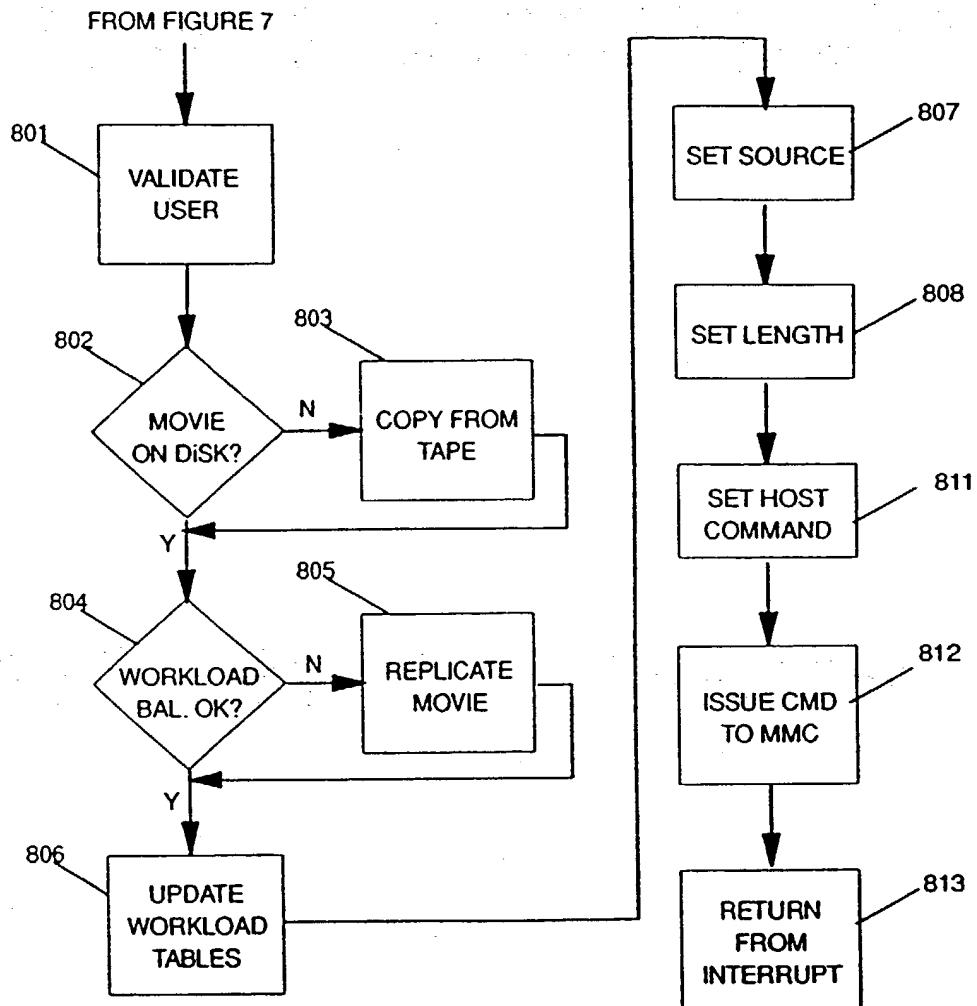 FROM FIGURE 7
801
VALIDATE
USER
802
MOVIE
ON DiSK?
N
803
COPY FROM
TAPE
Y
804
WORKLOAD
BAL. OK?
N
805
REPLICATE
MOVIE
Y
806
UPDATE
WORKLOAD
TABLES
807
SET SOURCE
808
SET LENGTH
811
SET HOST
COMMAND
812
ISSUE CMD
TO MMC
813
RETURN
FROM
INTERRUPT